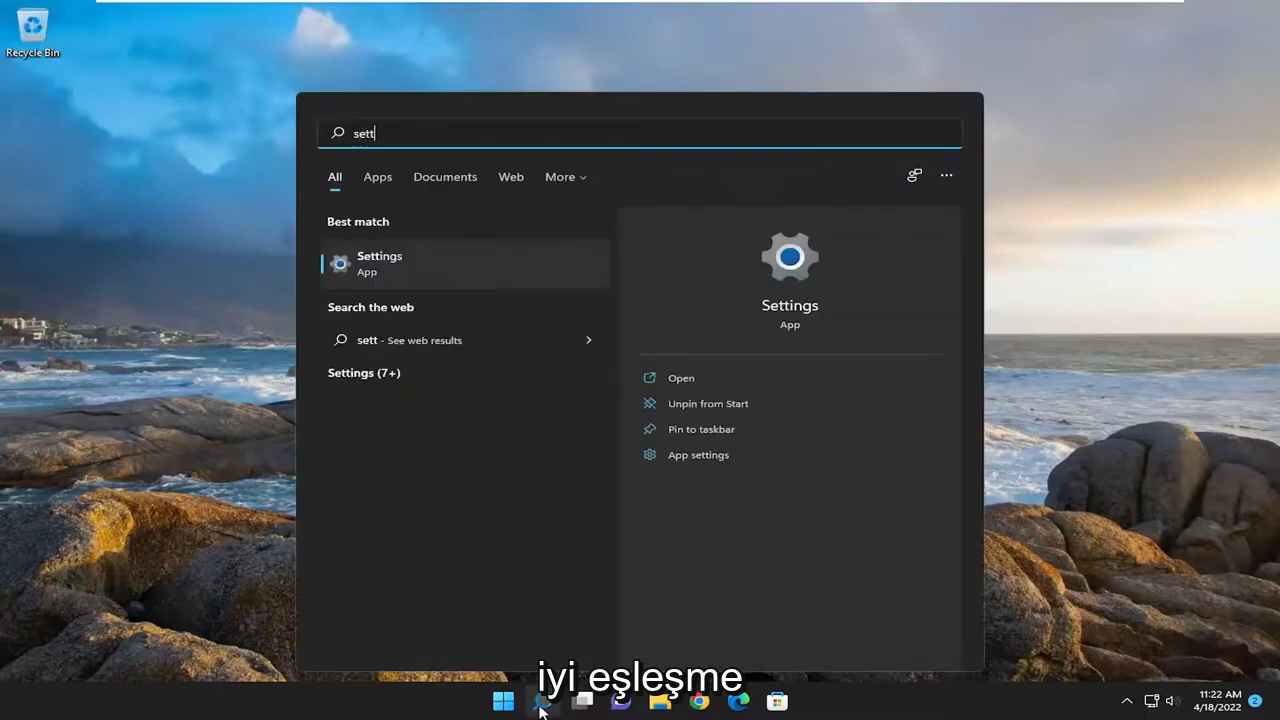 Recycle Bin
sett
All Apps Documents Web More
Best match
Settings
App
Search the web
sett - See web results
Settings (7+)
Settings
App
Open
Unpin from Start
Pin to taskbar
App settings
iyi eşleşme
11:22 AM
4/18/2022
2